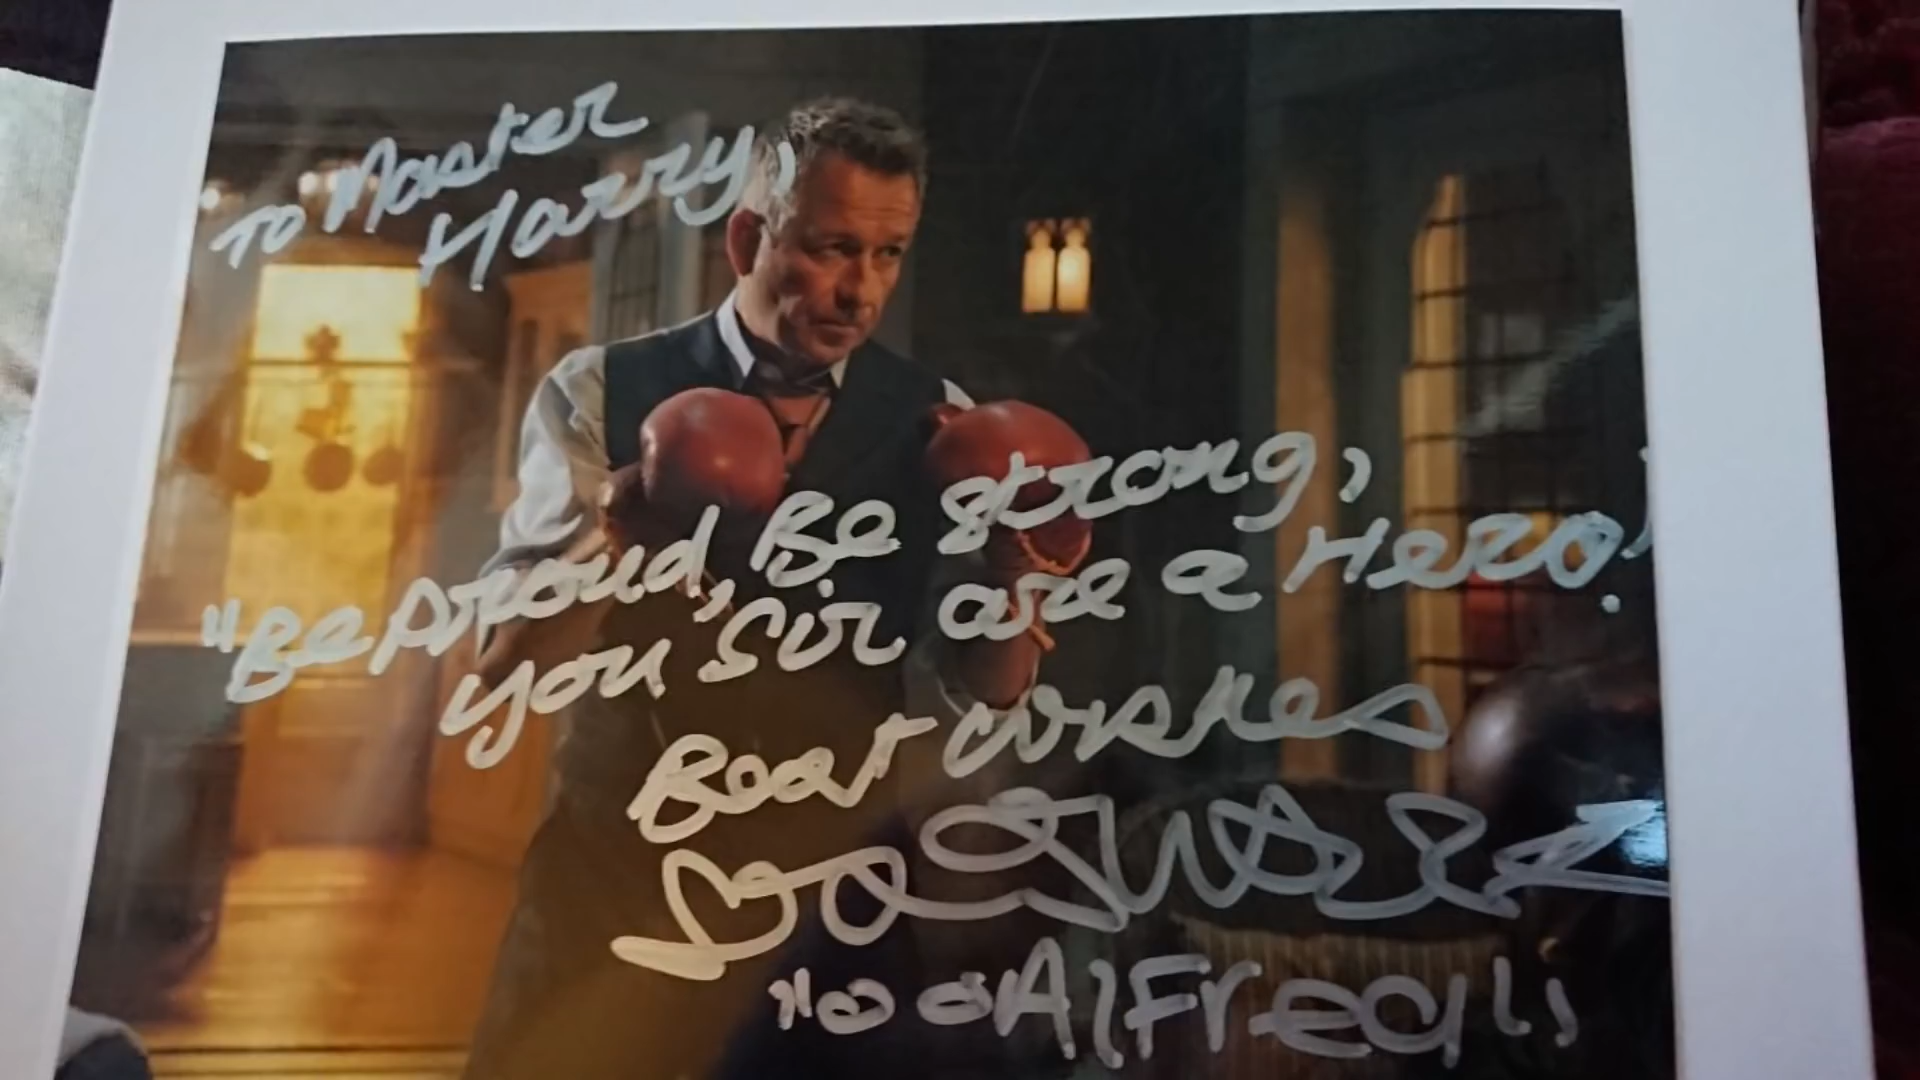 To Master
Harry,
"Be proud, Be strong,
you Sir are a Hero!
Best wishes
"Alfred"